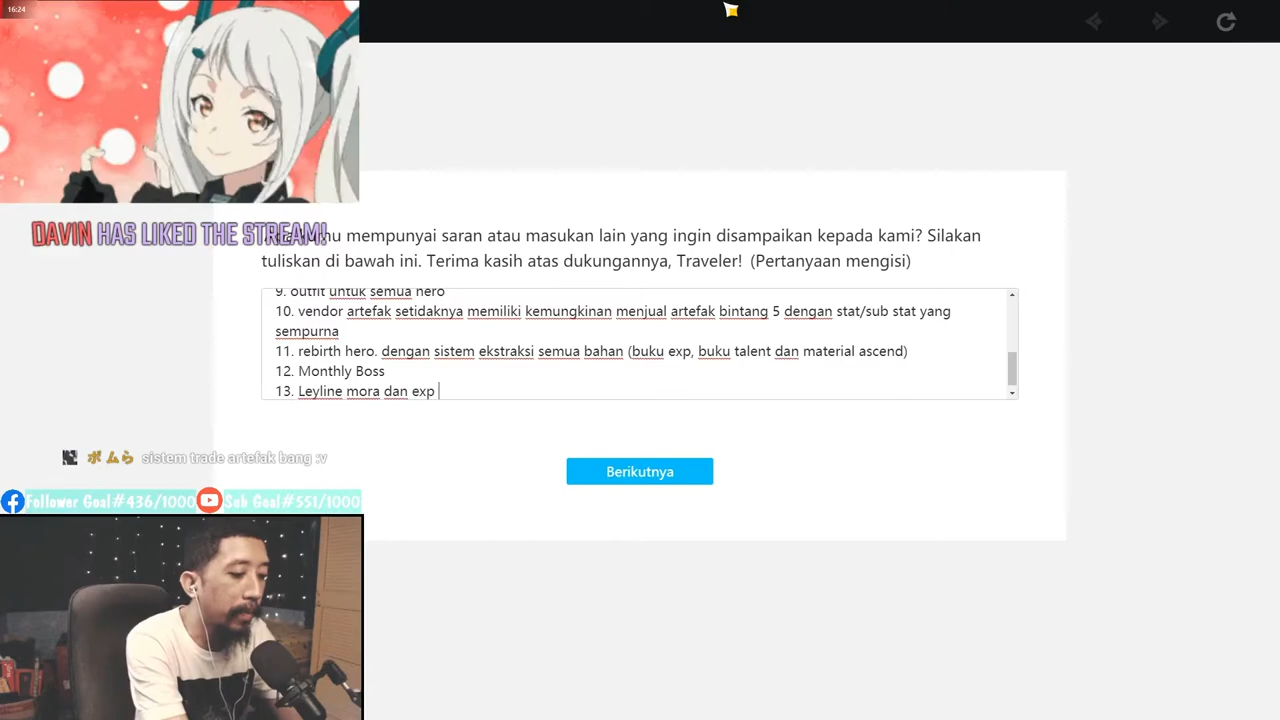 16:24
DAVIN HAS LIKED THE STREAM!
mu mempunyai saran atau masukan lain yang ingin disampaikan kepada kami? Silakan
tuliskan di bawah ini. Terima kasih atas dukungannya, Traveler! (Pertanyaan mengisi)
9. outfit untuk semua hero
10. vendor artefak setidaknya memiliki kemungkinan menjual artefak bintang 5 dengan stat/sub stat yang
sempurna
11. rebirth hero. dengan sistem ekstraksi semua bahan (buku exp, buku talent dan material ascend)
12. Monthly Boss
13. Leyline mora dan exp
Berikutnya
ボムら sistem trade artefak bang :v
Follower Goal#436/1000 Sub Goal#551/1000